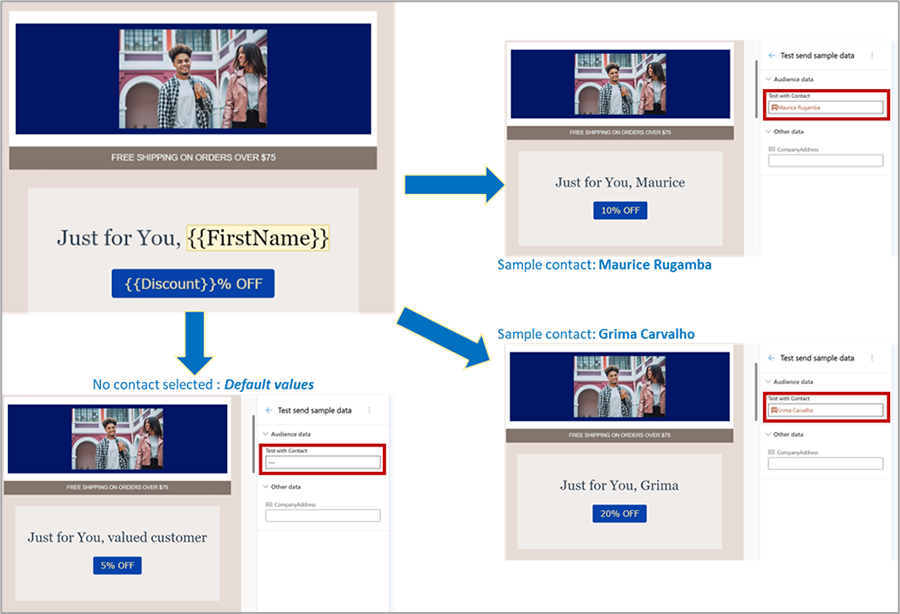 FREE SHIPPING ON ORDERS OVER $75
Just for You, {{FirstName}}
{{Discount}}% OFF
Test send sample data
Audience data
Test with Contact
Maurice Rugamba
Other data
CompanyAddress
FREE SHIPPING ON ORDERS OVER $75
Just for You, Maurice
10% OFF
Sample contact: Maurice Rugamba
Sample contact: Grima Carvalho
Test send sample data
Audience data
Test with Contact
Grima Carvalho
Other data
CompanyAddress
FREE SHIPPING ON ORDERS OVER $75
Just for You, Grima
20% OFF
No contact selected : Default values
Test send sample data
Audience data
Test with Contact
---
Other data
CompanyAddress
FREE SHIPPING ON ORDERS OVER $75
Just for You, valued customer
5% OFF